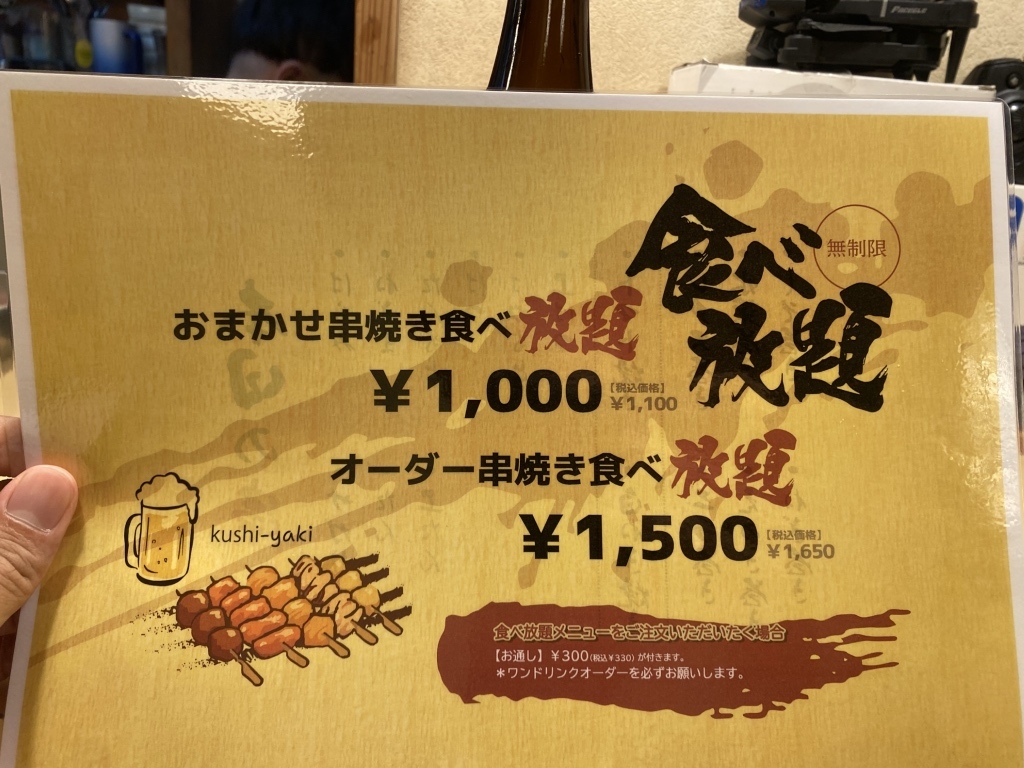 食べ放題
無制限
おまかせ串焼き食べ放題
￥1,000
【税込価格】
￥1,100
オーダー串焼き食べ放題
￥1,500
【税込価格】
￥1,650
kushi-yaki
食べ放題メニューをご注文いただいたく場合
【お通し】￥300(税込￥330)が付きます。
＊ワンドリンクオーダーを必ずお願いします。